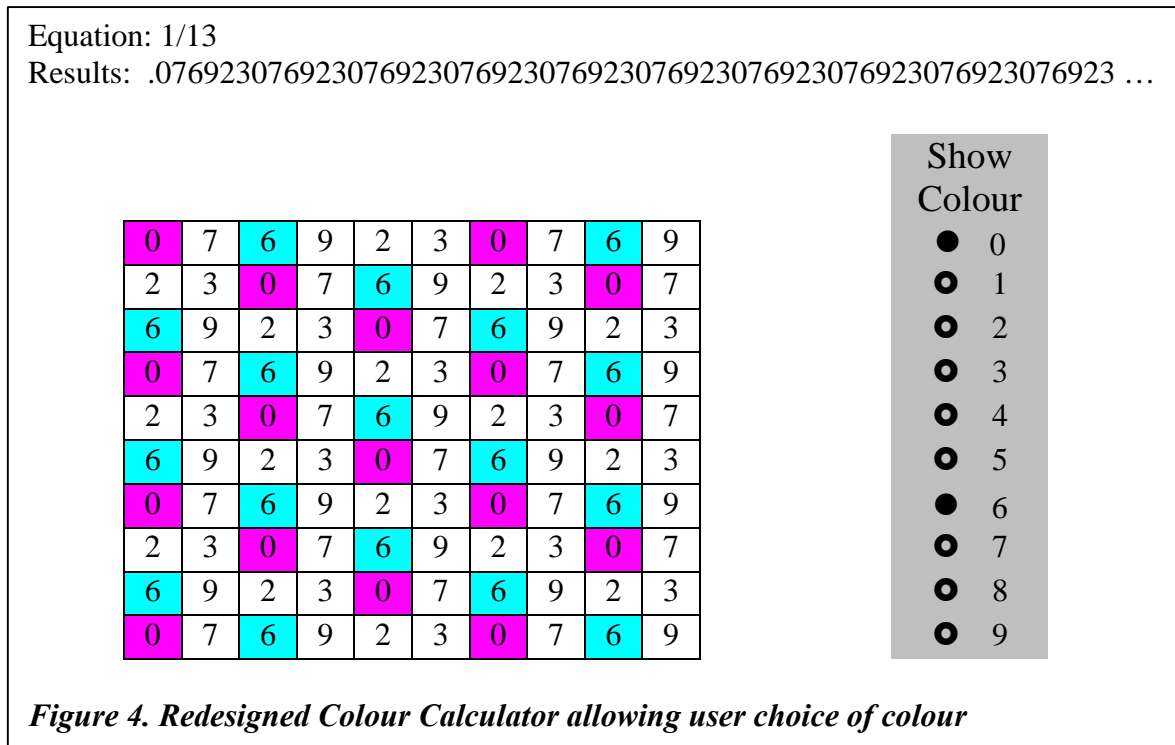 Equation: 1/13
Results: .076923076923076923076923076923076923076923076923076923076923076923 …
Show
Colour
0 7 6 9 2 3 0 7 6 9
2 3 0 7 6 9 2 3 0 7
6 9 2 3 0 7 6 9 2 3
0 7 6 9 2 3 0 7 6 9
2 3 0 7 6 9 2 3 0 7
6 9 2 3 0 7 6 9 2 3
0 7 6 9 2 3 0 7 6 9
2 3 0 7 6 9 2 3 0 7
6 9 2 3 0 7 6 9 2 3
0 7 6 9 2 3 0 7 6 9
0
1
2
3
4
5
6
7
8
9
Figure 4. Redesigned Colour Calculator allowing user choice of colour